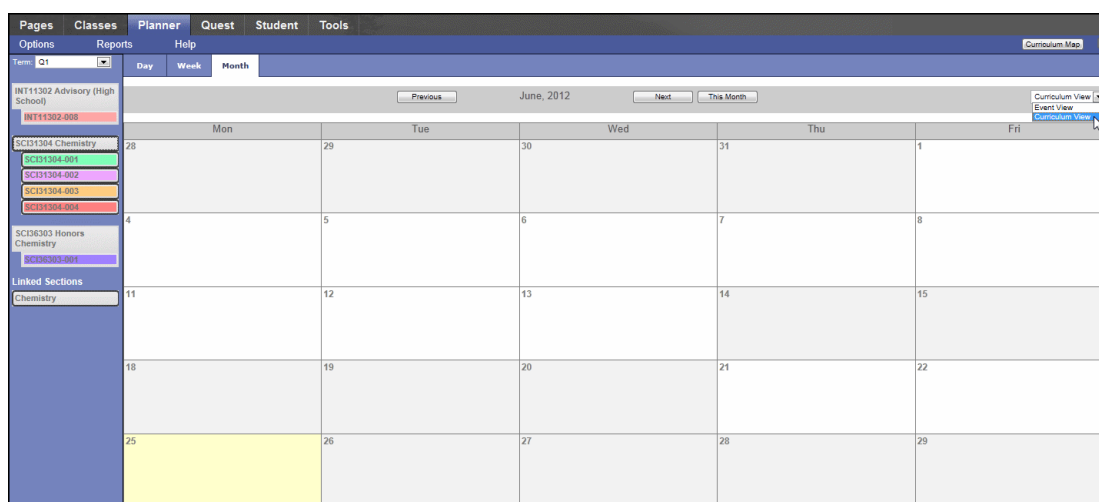 Pages Classes Planner Quest Student Tools
Options Reports Help Curriculum Map
Term: Q1 Day Week Month
INT11302 Advisory (High
School)
INT11302-008
Previous June, 2012 Next This Month Curriculum View
Event View
Curriculum View
Mon Tue Wed Thu Fri
SCI31304 Chemistry
SCI31304-001
SCI31304-002
SCI31304-003
SCI31304-004
SCI36303 Honors
Chemistry
SCI36303-001
Linked Sections
Chemistry
28 29 30 31 1
4 5 6 7 8
11 12 13 14 15
18 19 20 21 22
25 26 27 28 29